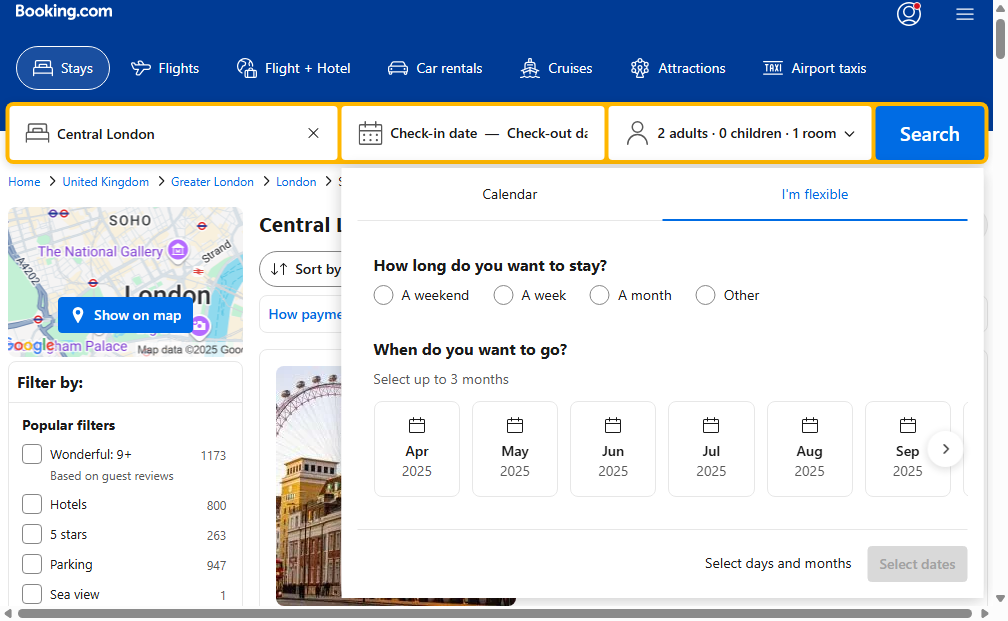 Booking.com
Stays
Flights
Flight + Hotel
Car rentals
Cruises
Attractions
TAXI Airport taxis
Central London
Check-in date — Check-out da
2 adults · 0 children · 1 room
Search
Home > United Kingdom > Greater London > London >
Calendar
I'm flexible
SOHO
The National Gallery
Strand
A4202
London
Show on map
gham Palace
Google
Map data ©2025 Goo
Central L
Sort by
How payme
How long do you want to stay?
A weekend
A week
A month
Other
When do you want to go?
Select up to 3 months
Apr
2025
May
2025
Jun
2025
Jul
2025
Aug
2025
Sep
2025
Select days and months
Select dates
Filter by:
Popular filters
Wonderful: 9+ 1173
Based on guest reviews
Hotels 800
5 stars 263
Parking 947
Sea view 1